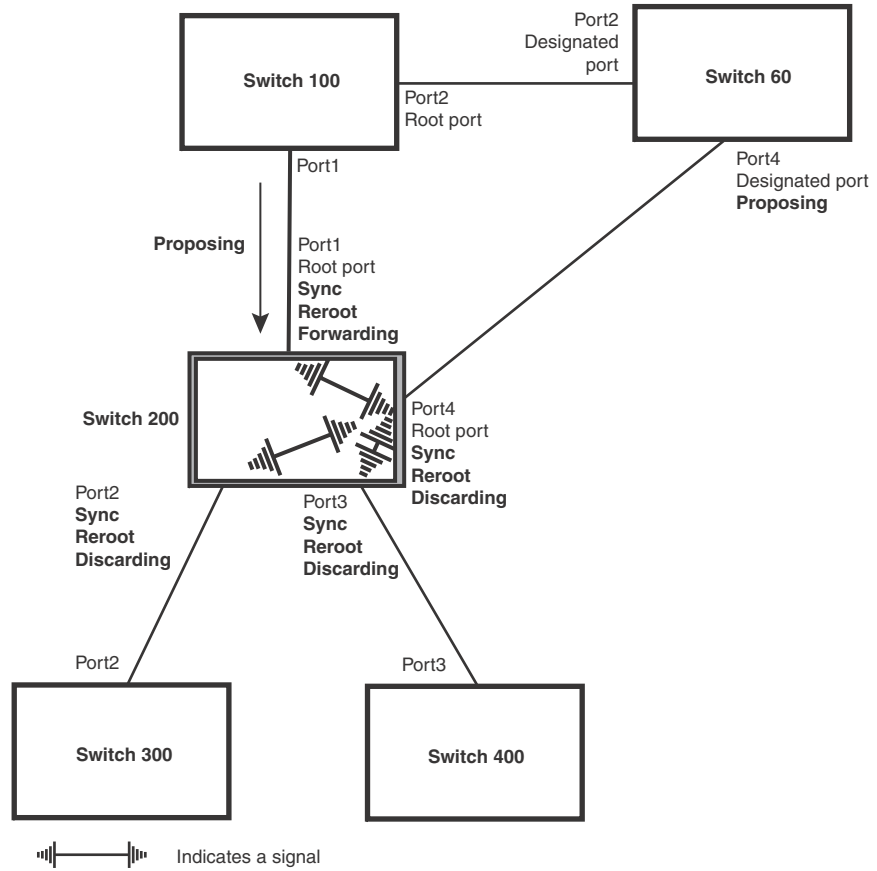 Port2
Designated
port
Switch 100
Switch 60
Port2
Root port
Port1
Port4
Designated port
Proposing
Proposing
Port1
Root port
Sync
Reroot
Forwarding
Switch 200
Port4
Root port
Sync
Reroot
Discarding
Port2
Sync
Reroot
Discarding
Port3
Sync
Reroot
Discarding
Port2
Port3
Switch 300
Switch 400
Indicates a signal